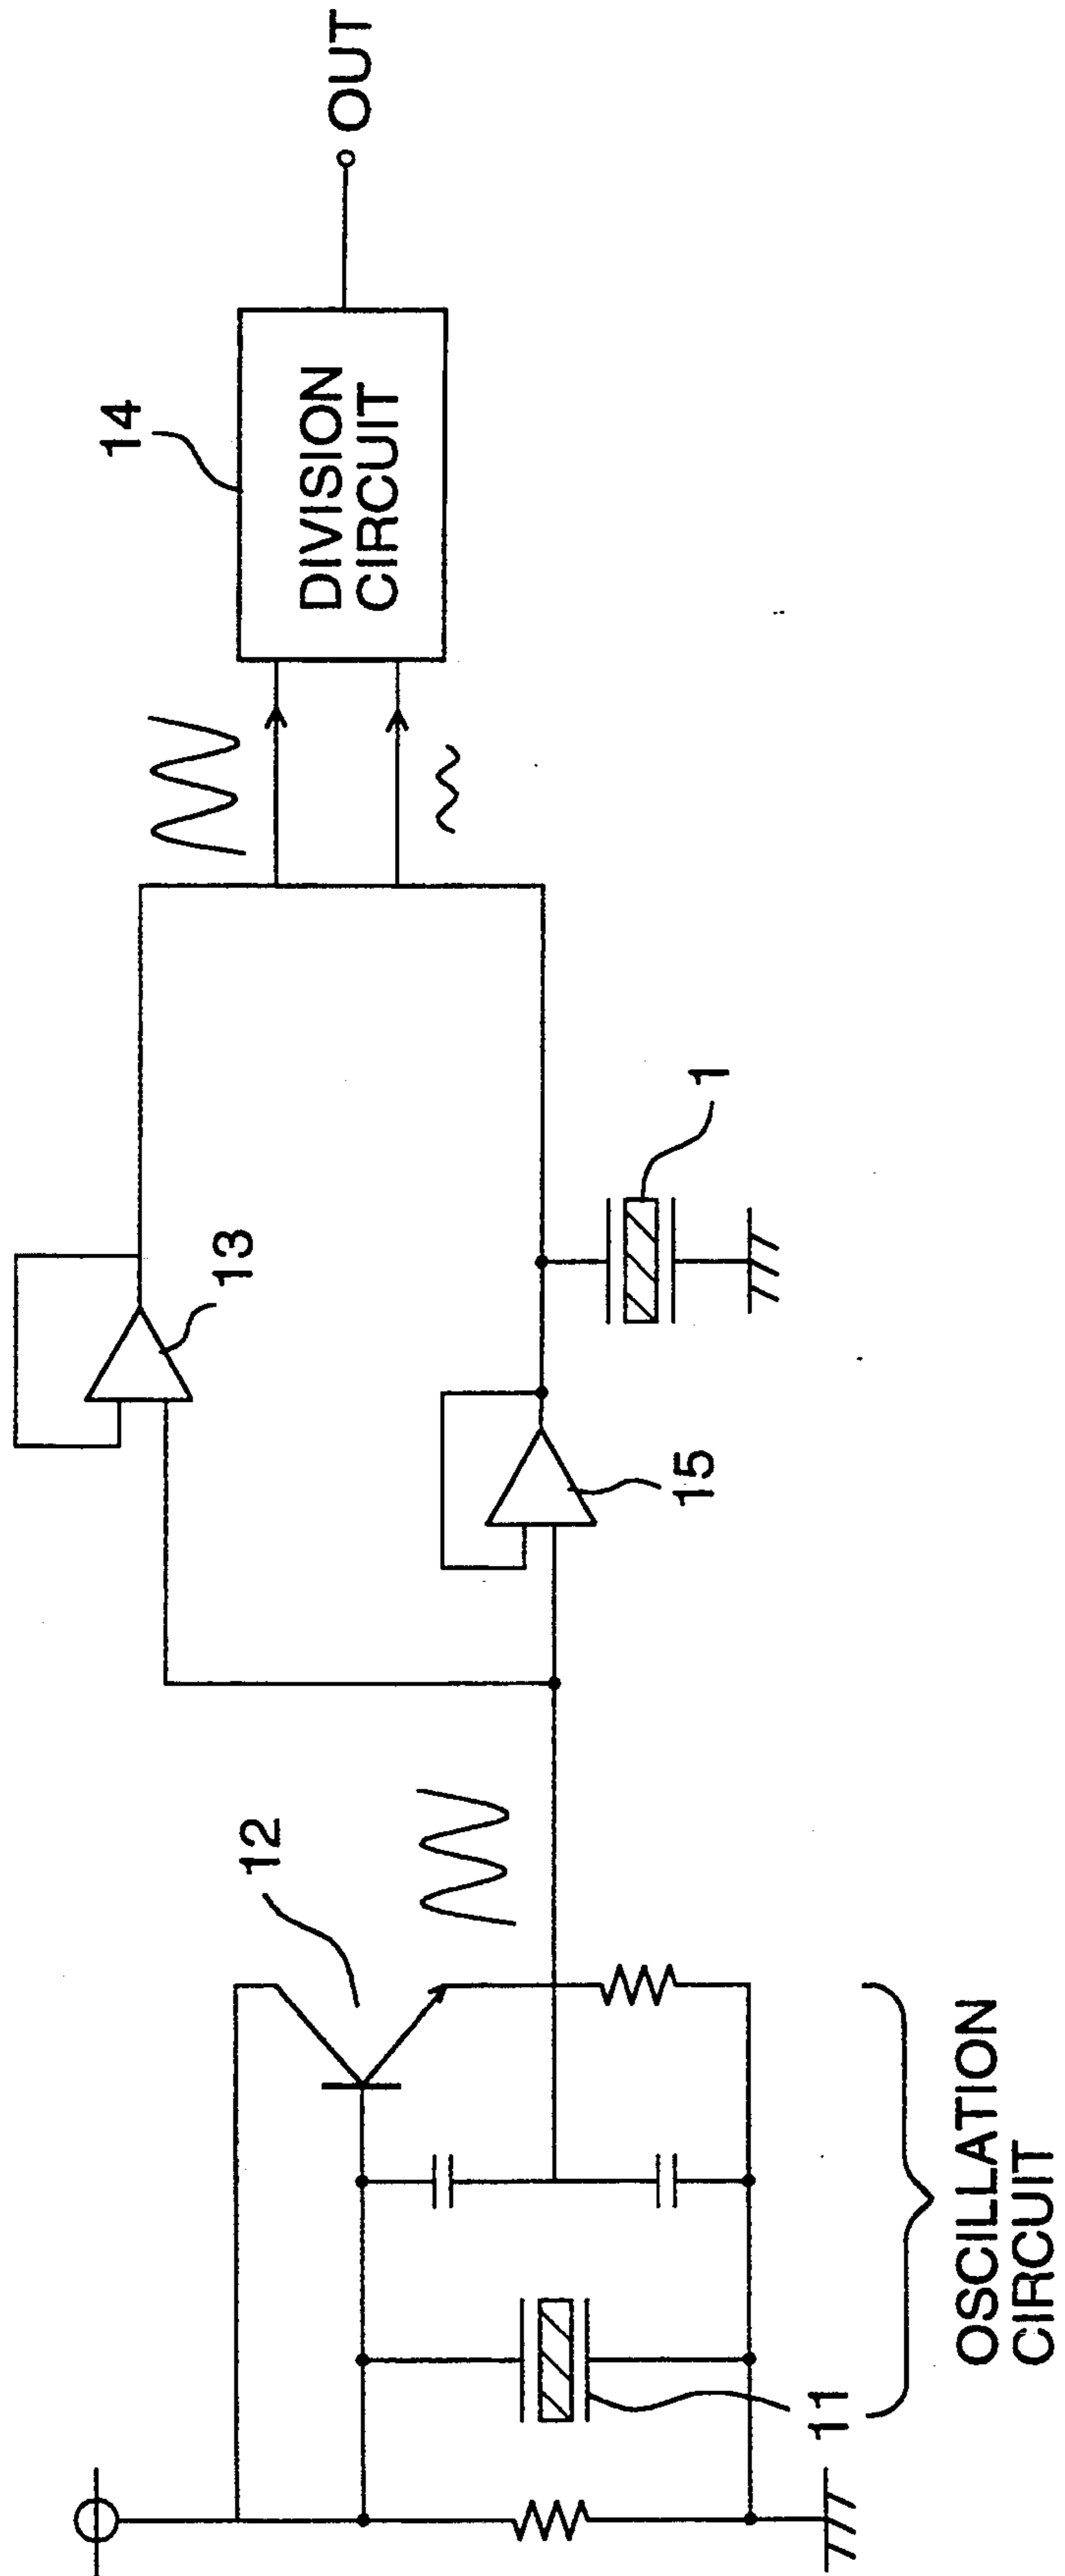 OUT
14
DIVISION
CIRCUIT
13
1
15
12
11
OSCILLATION
CIRCUIT